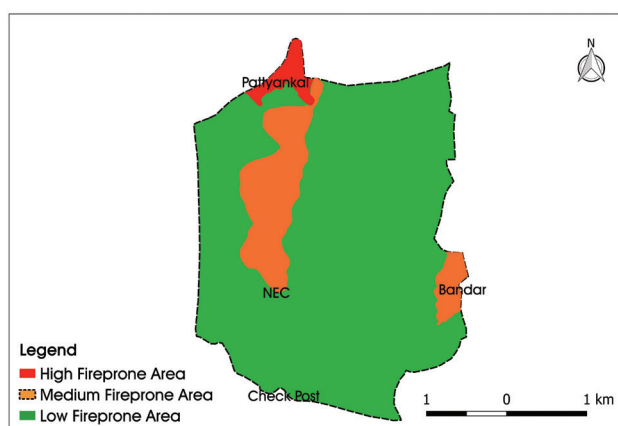 N
Pattyankal
NEC
Bandar
Check Post
Legend
High Fireprone Area
Medium Fireprone Area
Low Fireprone Area
1 0 1 km